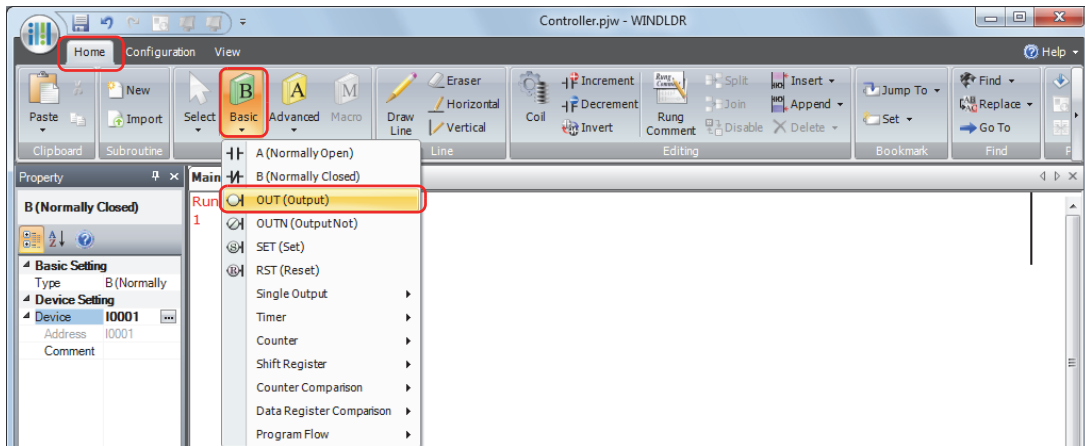 Controller.pjw - WINDLDR
Home Configuration View Help
Paste
New
Import
Select Basic Advanced Macro
B A M
Draw
Line
Eraser
Horizontal
Vertical
Coil
Increment
Decrement
Invert
Rung
Comment
Split
Join
Disable
Insert
Append
Delete
Jump To
Set
Find
Replace
Go To
Clipboard Subroutine Line Editing Bookmark Find
Property
B (Normally Closed)
Basic Setting
Type B (Normally
Device Setting
Device I0001 ...
Address I0001
Comment
Main
Run
1
A (Normally Open)
B (Normally Closed)
OUT (Output)
OUTN (OutputNot)
SET (Set)
RST (Reset)
Single Output
Timer
Counter
Shift Register
Counter Comparison
Data Register Comparison
Program Flow